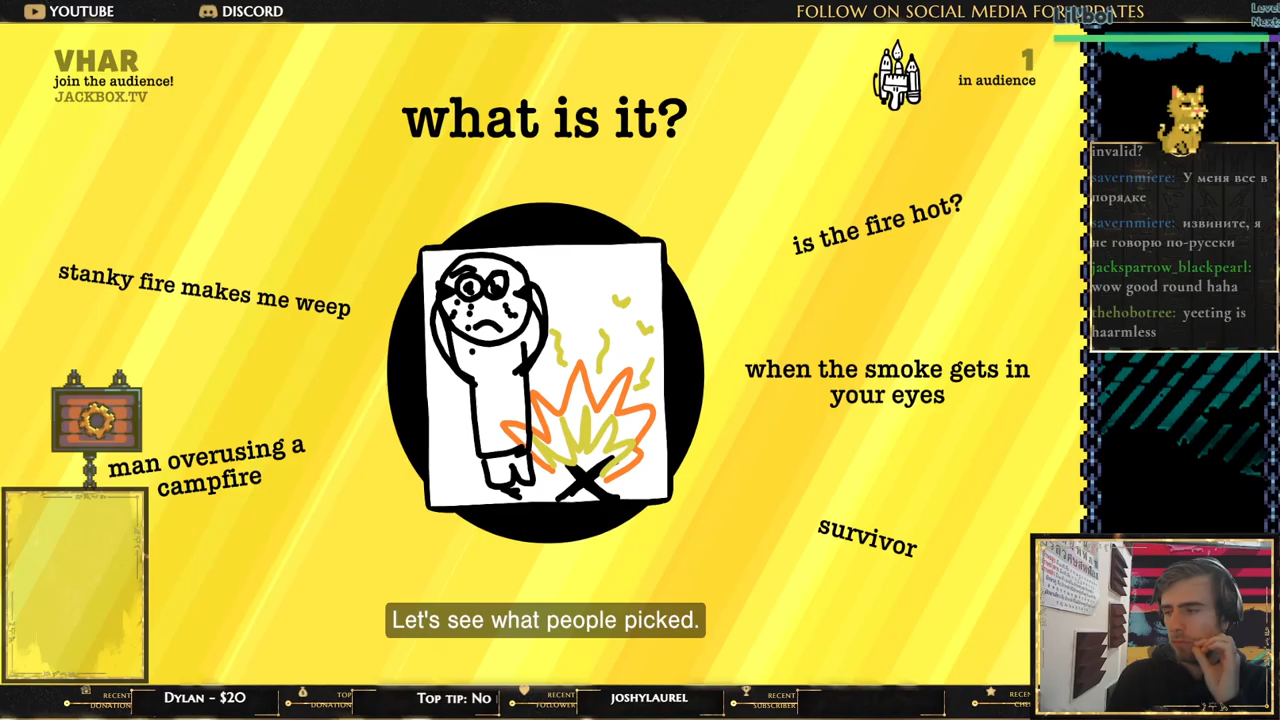 YOUTUBE
DISCORD
FOLLOW ON SOCIAL MEDIA FOR UPDATES
Lil boi
Level
Next
VHAR
join the audience!
JACKBOX.TV
1
in audience
what is it?
invalid?
savernmiere: У меня все в
порядке
savernmiere: извините, я
не говорю по-русски
jacksparrow_blackpearl:
wow good round haha
thehobotree: yeeting is
haarmless
is the fire hot?
stanky fire makes me weep
when the smoke gets in
your eyes
man overusing a
campfire
survivor
Let's see what people picked.
RECENT
DONATION
DYLAN - $20
TOP
DONATION
TOP TIP: NO
RECENT
FOLLOWER
JOSHYLAUREL
RECENT
SUBSCRIBER